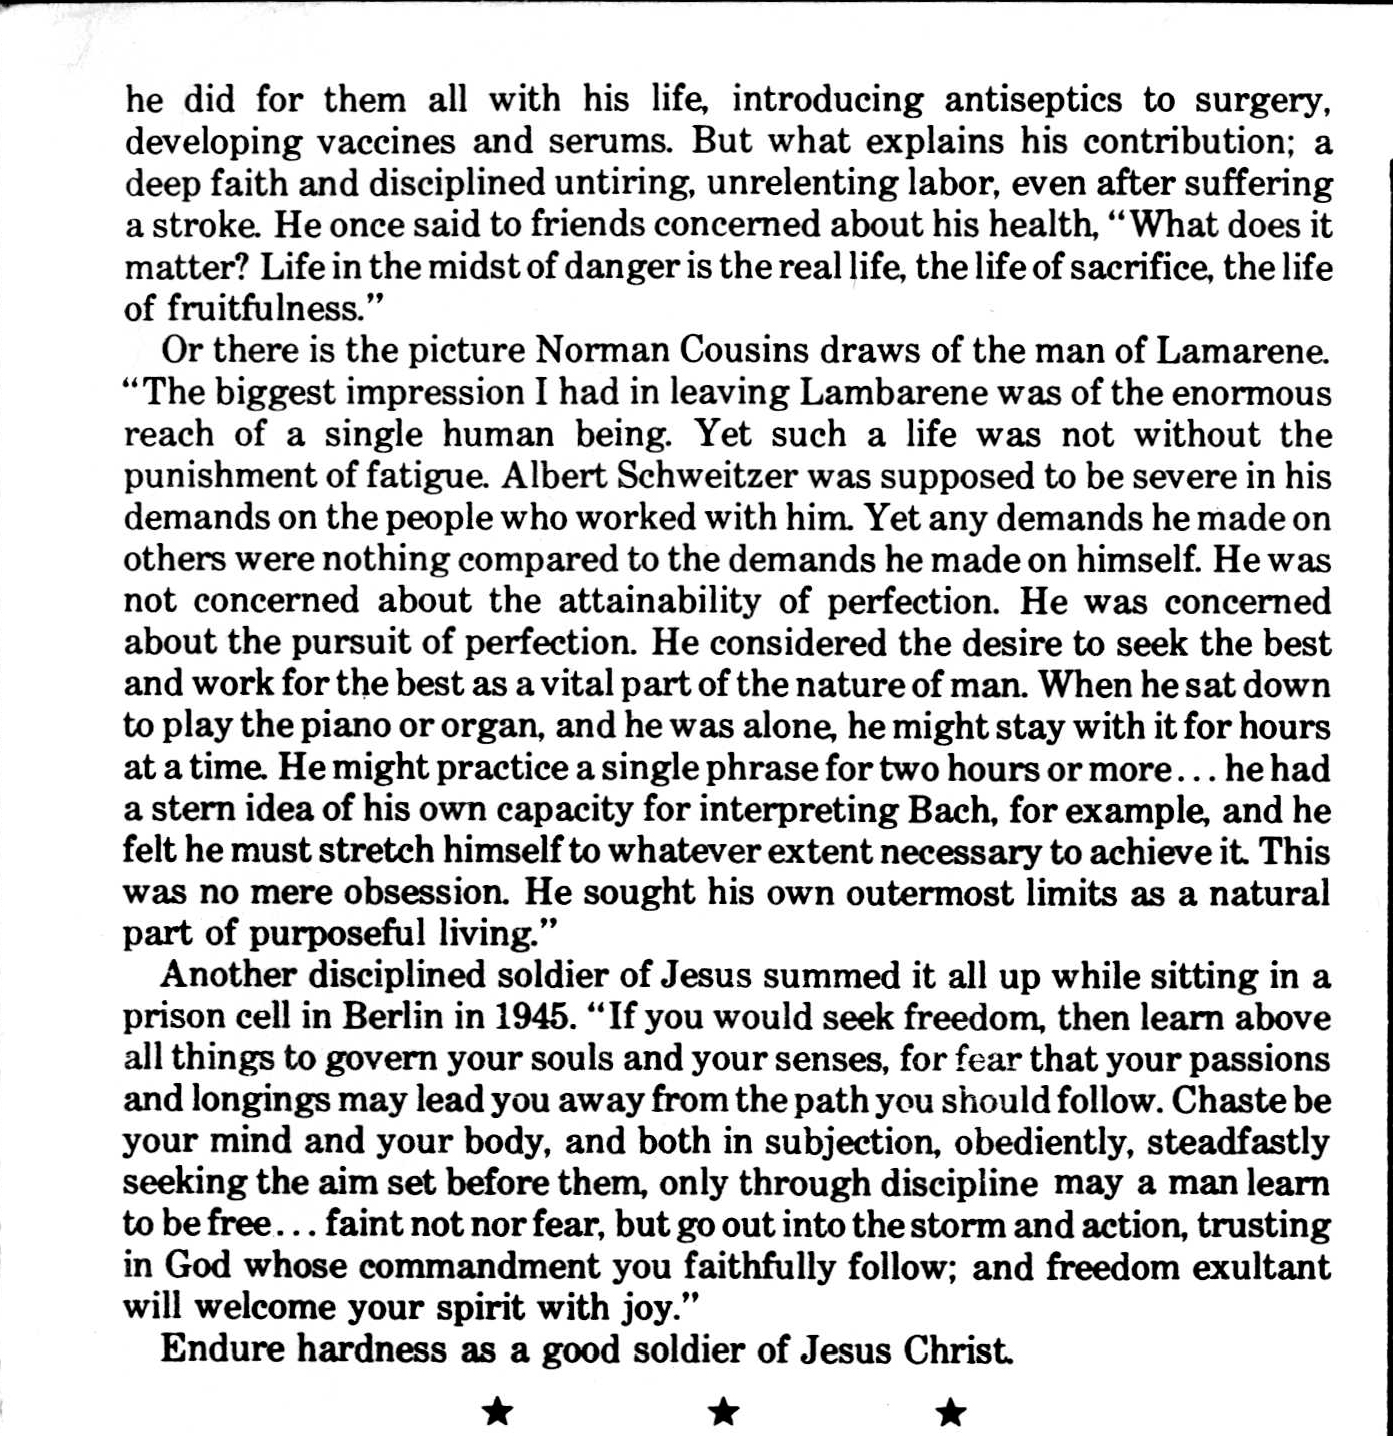 he did for them all with his life, introducing antiseptics to surgery,
developing vaccines and serums. But what explains his contribution; a
deep faith and disciplined untiring, unrelenting labor, even after suffering
a stroke. He once said to friends concerned about his health, “What does it
matter? Life in the midst of danger is the real life, the life of sacrifice, the life
of fruitfulness.”
Or there is the picture Norman Cousins draws of the man of Lamarene.
“The biggest impression I had in leaving Lambarene was of the enormous
reach of a single human being. Yet such a life was not without the
punishment of fatigue. Albert Schweitzer was supposed to be severe in his
demands on the people who worked with him. Yet any demands he made on
others were nothing compared to the demands he made on himself. He was
not concerned about the attainability of perfection. He was concerned
about the pursuit of perfection. He considered the desire to seek the best
and work for the best as a vital part of the nature of man. When he sat down
to play the piano or organ, and he was alone, he might stay with it for hours
at a time. He might practice a single phrase for two hours or more... he had
a stern idea of his own capacity for interpreting Bach, for example, and he
felt he must stretch himself to whatever extent necessary to achieve it. This
was no mere obsession. He sought his own outermost limits as a natural
part of purposeful living.”
Another disciplined soldier of Jesus summed it all up while sitting in a
prison cell in Berlin in 1945. “If you would seek freedom, then learn above
all things to govern your souls and your senses, for fear that your passions
and longings may lead you away from the path you should follow. Chaste be
your mind and your body, and both in subjection, obediently, steadfastly
seeking the aim set before them, only through discipline may a man learn
to be free... faint not nor fear, but go out into the storm and action, trusting
in God whose commandment you faithfully follow; and freedom exultant
will welcome your spirit with joy.”
Endure hardness as a good soldier of Jesus Christ.
★ ★ ★